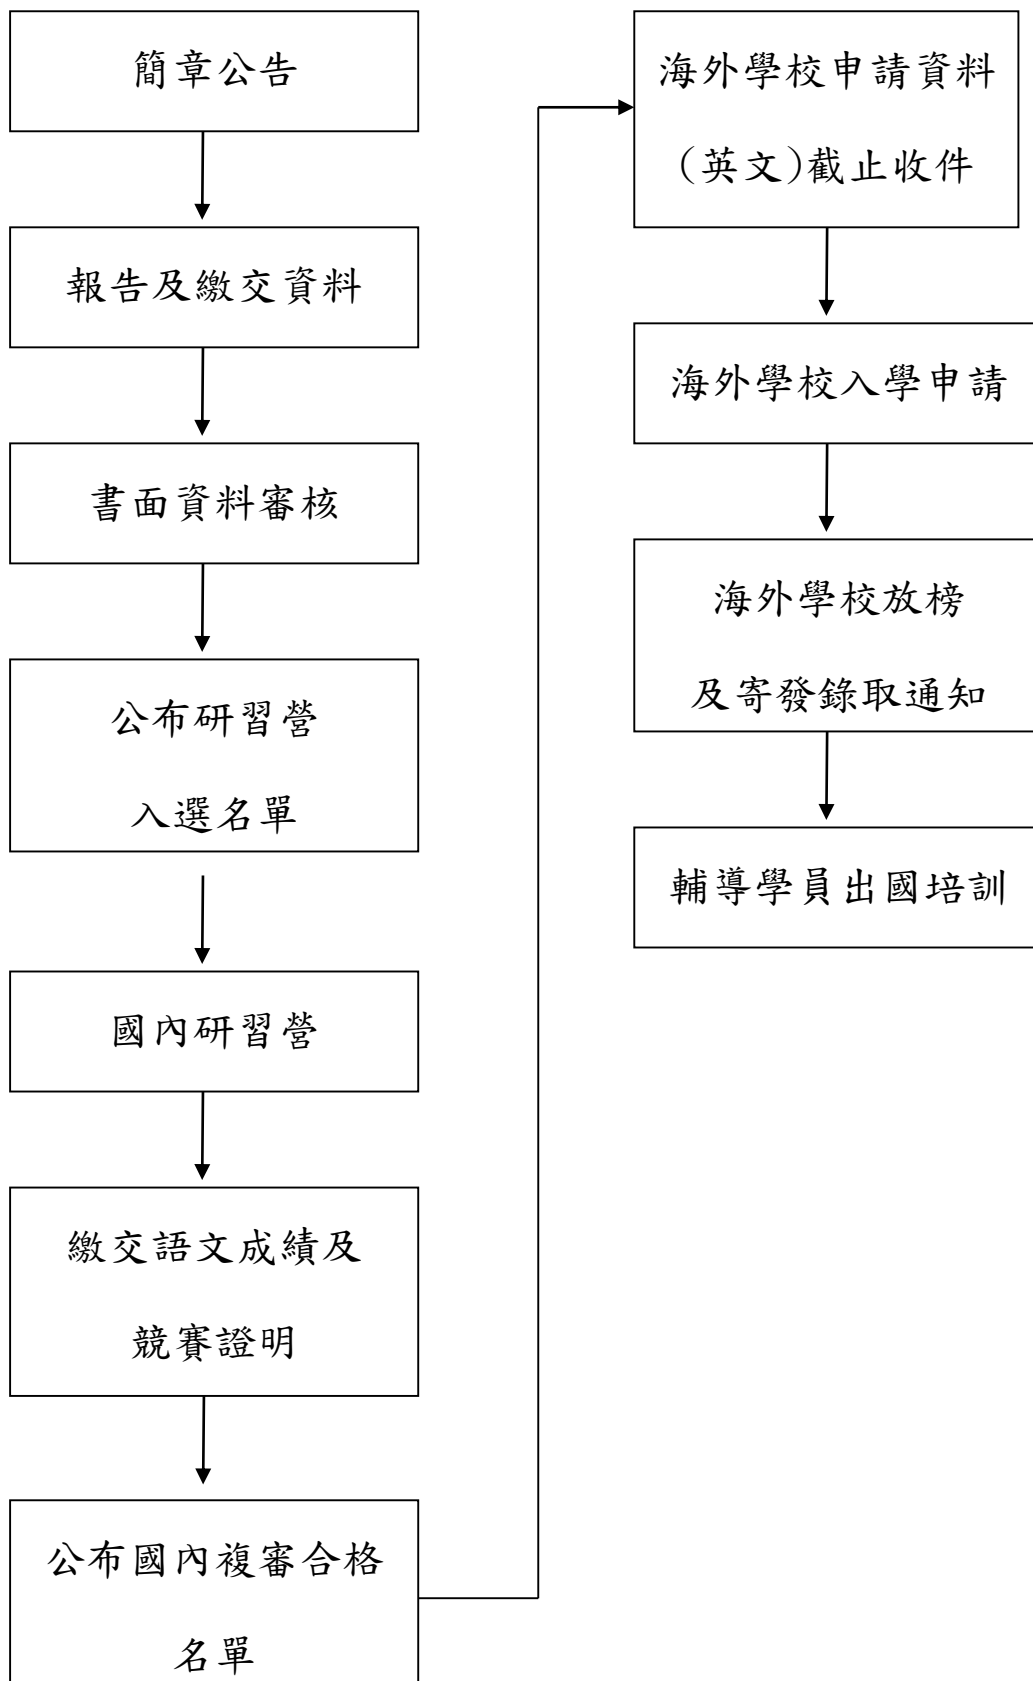 簡章公告
報告及繳交資料
書面資料審核
公布研習營
入選名單
國內研習營
繳交語文成績及
競賽證明
公布國內複審合格
名單
海外學校申請資料
(英文)截止收件
海外學校入學申請
海外學校放榜
及寄發錄取通知
輔導學員出國培訓